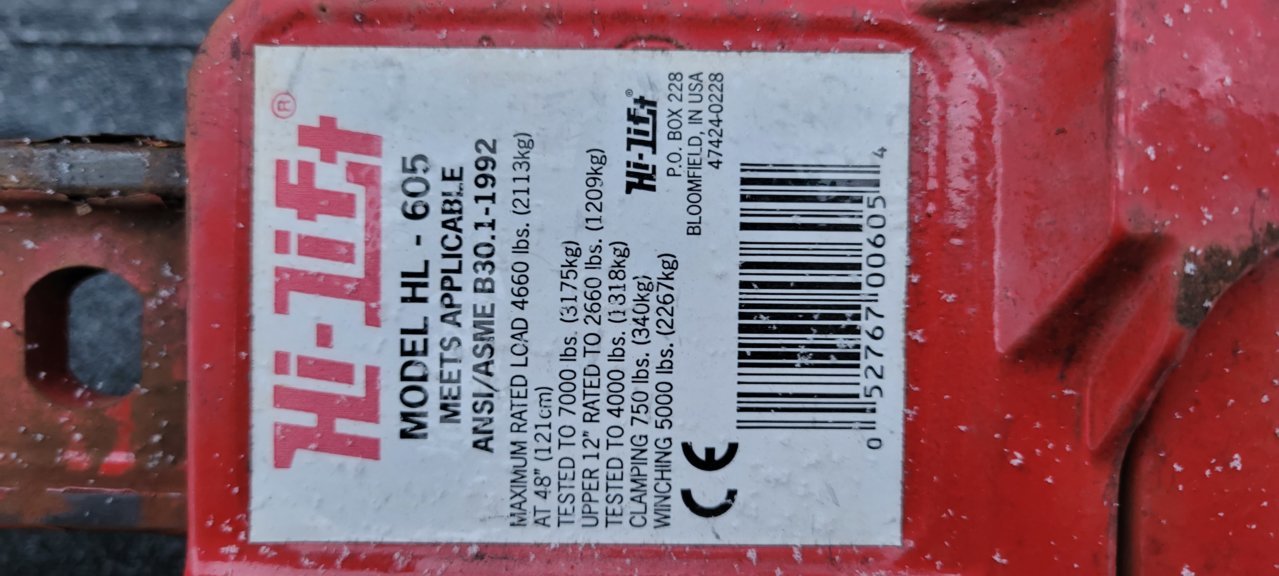 Hi-Lift®
MODEL HL - 605
MEETS APPLICABLE
ANSI/ASME B30.1-1992
MAXIMUM RATED LOAD 4660 lbs. (2113kg)
AT 48" (121cm)
TESTED TO 7000 lbs. (3175kg)
UPPER 12" RATED TO 2660 lbs. (1209kg)
TESTED TO 4000 lbs. (1318kg)
CLAMPING 750 lbs. (340kg)
WINCHING 5000 lbs. (2267kg)
Hi-Lift®
P.O. BOX 228
BLOOMFIELD, IN USA
47424-0228
CE
0 52767 00605 4